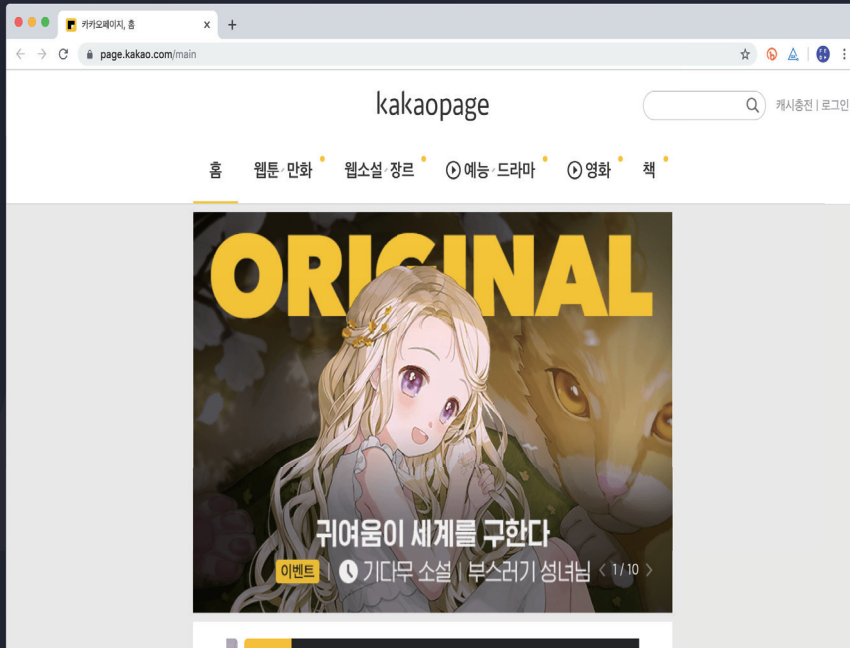 카카오페이지, 홈
page.kakao.com/main
kakaopage
캐시충전 | 로그인
홈 웹툰·만화 웹소설·장르 예능·드라마 영화 책
ORIGINAL
귀여움이 세계를 구한다
이벤트 | 기다무 소설 | 부스러기 성녀님 < 1/10 >